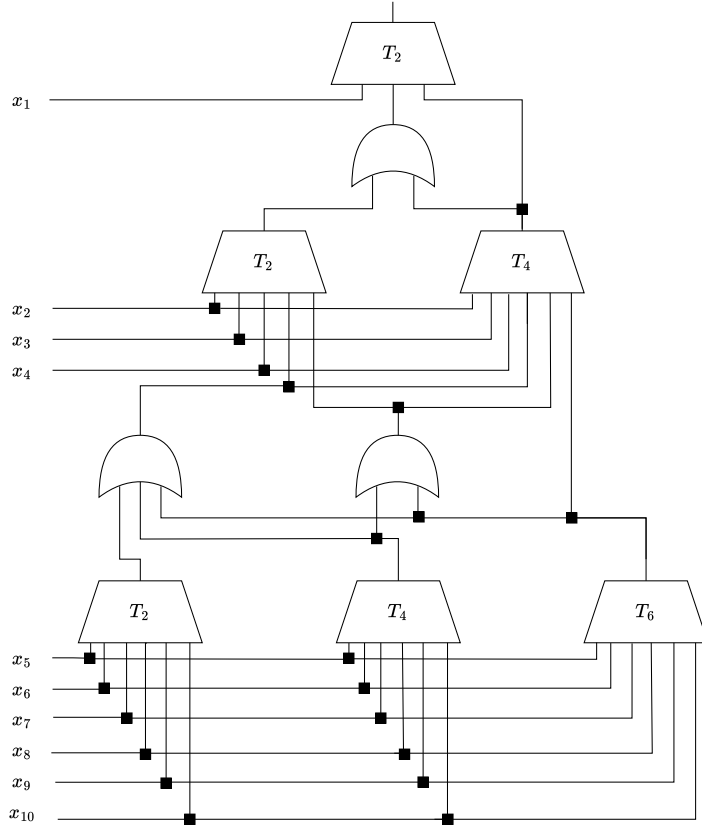 T₂
x₁
T₂ T₄
x₂
x₃
x₄
T₂ T₄ T₆
x₅
x₆
x₇
x₈
x₉
x₁₀